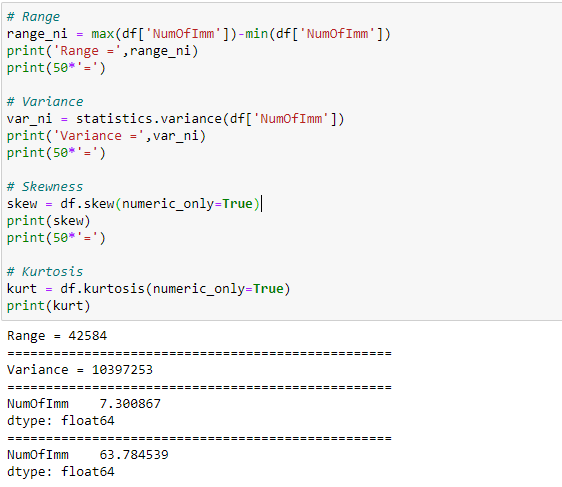 # Range
range_ni = max(df['NumOfImm'])-min(df['NumOfImm'])
print('Range =',range_ni)
print(50*'=')
# Variance
var_ni = statistics.variance(df['NumOfImm'])
print('Variance =',var_ni)
print(50*'=')
# Skewness
skew = df.skew(numeric_only=True)
print(skew)
print(50*'=')
# Kurtosis
kurt = df.kurtosis(numeric_only=True)
print(kurt)
Range = 42584
==================================================
Variance = 10397253
==================================================
NumOfImm    7.300867
dtype: float64
==================================================
NumOfImm    63.784539
dtype: float64